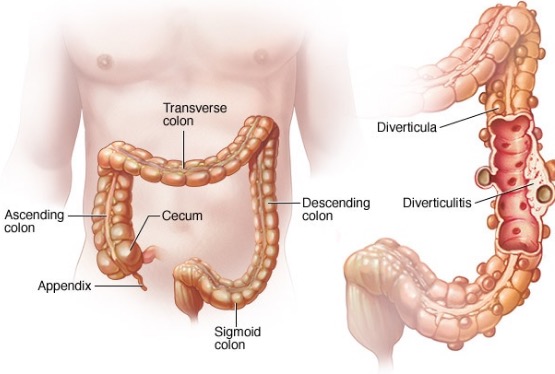 Transverse
colon
Diverticula
Ascending
colon
Cecum
Descending
colon
Diverticulitis
Appendix
Sigmoid
colon